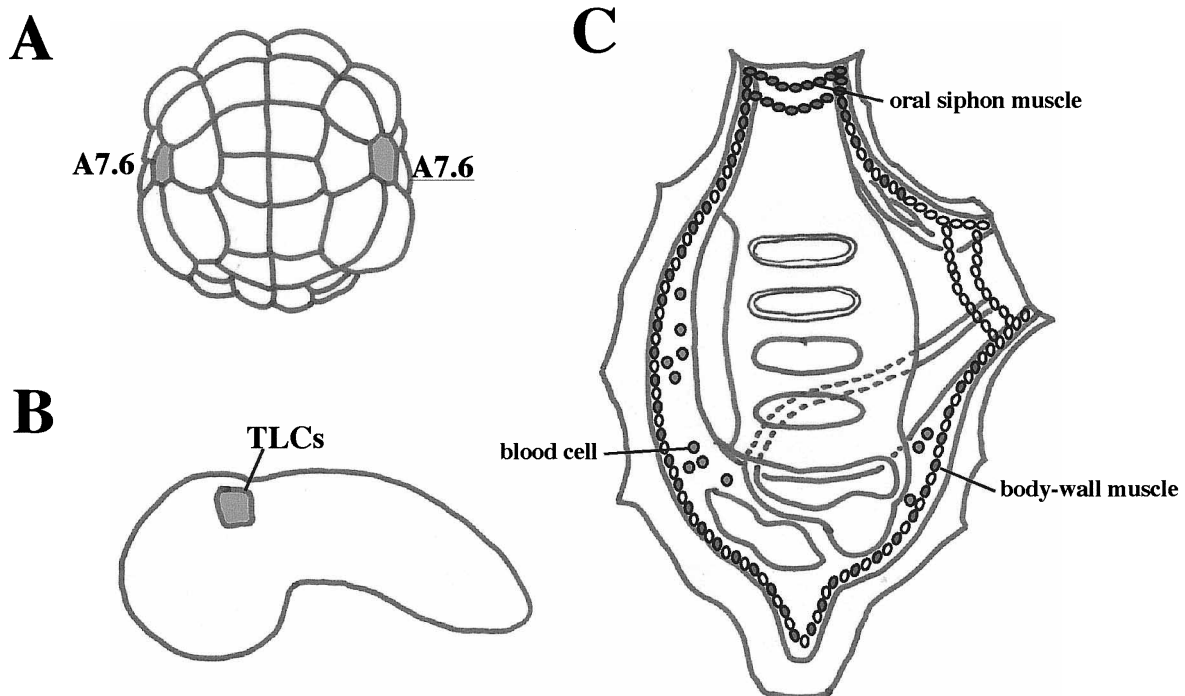 A
C
oral siphon muscle
A7.6
A7.6
B
TLCs
blood cell
body-wall muscle